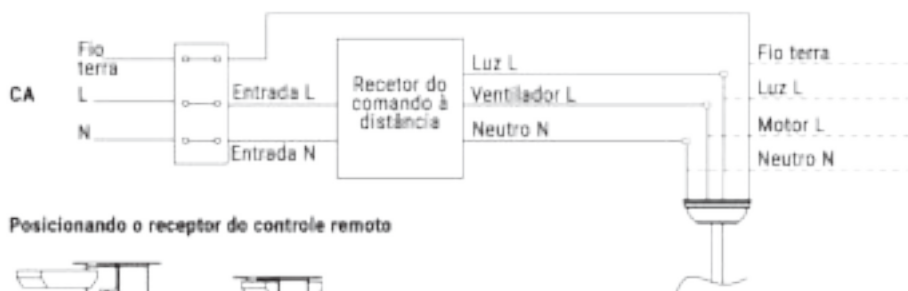 Fio
terra
CA
L
N
Entrada L
Entrada N
Recetor do
comando à
distância
Luz L
Ventilador L
Neutro N
Fio terra
Luz L
Motor L
Neutro N
Posicionando o receptor do controle remoto